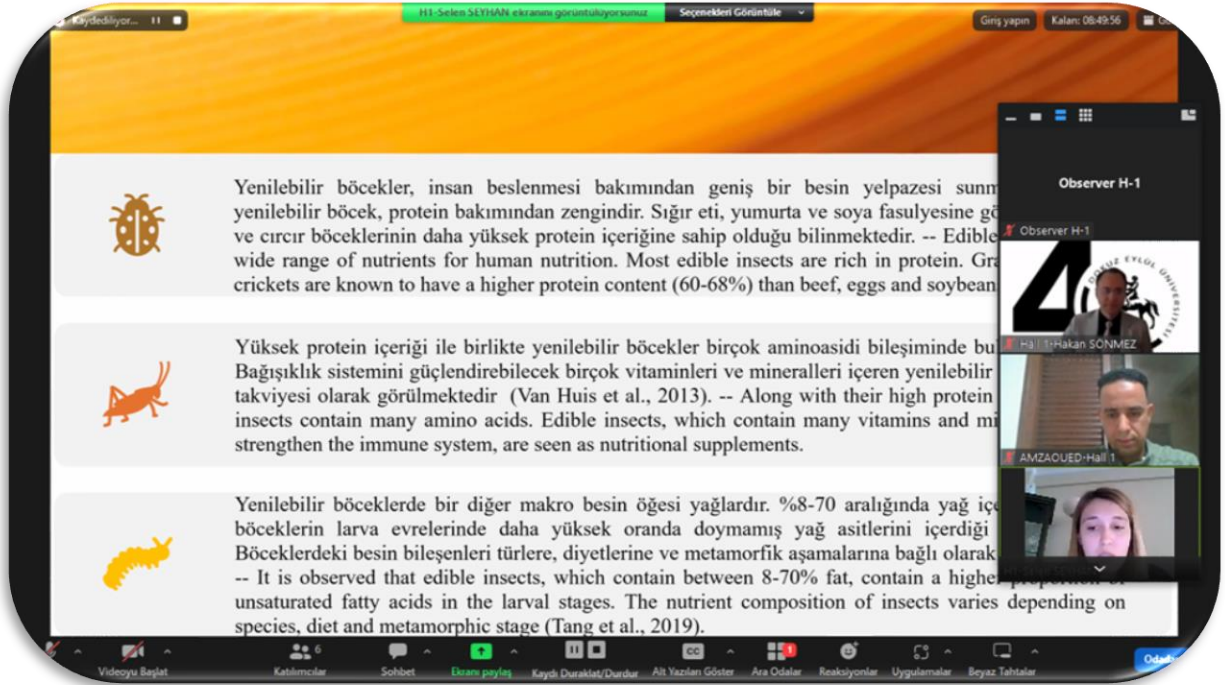 Kaydediliyor...
H1-Selen SEYHAN ekranını görüntülüyorsunuz
Seçenekleri Görüntüle
Giriş yapın
Kalan: 08:49:56
Yenilebilir böcekler, insan beslenmesi bakımından geniş bir besin yelpazesi
yenilebilir böcek, protein bakımından zengindir. Sığır eti, yumurta ve soya fasulyesine
ve cırcır böceklerinin daha yüksek protein içeriğine sahip olduğu bilinmektedir. -- Edible
wide range of nutrients for human nutrition. Most edible insects are rich in protein.
crickets are known to have a higher protein content (60-68%) than beef, eggs and soybean
Yüksek protein içeriği ile birlikte yenilebilir böcekler birçok aminoasidi bileşiminde
Bağışıklık sistemini güçlendirebilecek birçok vitaminleri ve mineralleri içeren yenilebilir
takviyesi olarak görülmektedir (Van Huis et al., 2013). -- Along with their high protein
insects contain many amino acids. Edible insects, which contain many vitamins and
strengthen the immune system, are seen as nutritional supplements.
Yenilebilir böceklerde bir diğer makro besin öğesi yağlardır. %8-70 aralığında yağ
böceklerin larva evrelerinde daha yüksek oranda doymamış yağ asitlerini içerdiği
Böceklerdeki besin bileşenleri türlere, diyetlerine ve metamorfik aşamalarına bağlı olarak
-- It is observed that edible insects, which contain between 8-70% fat, contain a higher proportion of
unsaturated fatty acids in the larval stages. The nutrient composition of insects varies depending on
species, diet and metamorphic stage (Tang et al., 2019).
Observer H-1
Observer H-1
DOKUZ EYLÜL ÜNİVERSİTESİ
Hall 1-Hakan SÖNMEZ
AMZAOUED-Hall 1
Videoyu Başlat
Katılımcılar
6
Sohbet
Ekranı paylaş
Kaydı Duraklat/Durdur
CC
Alt Yazıları Göster
1
Ara Odalar
Reaksiyonlar
Uygulamalar
Beyaz Tahtalar